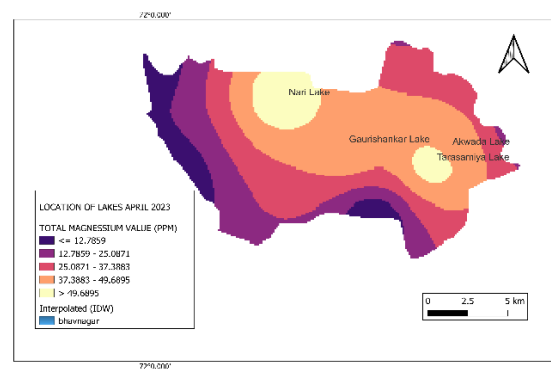 72°0.000'
Nari Lake
Gaurishankar Lake
Akwada Lake
Tarasamiya Lake
LOCATION OF LAKES APRIL 2023
TOTAL MAGNESSIUM VALUE (PPM)
<= 12.7859
12.7859 - 25.0871
25.0871 - 37.3883
37.3883 - 49.6895
> 49.6895
Interpolated (IDW)
bhavnagar
0 2.5 5 km
72°0.000'